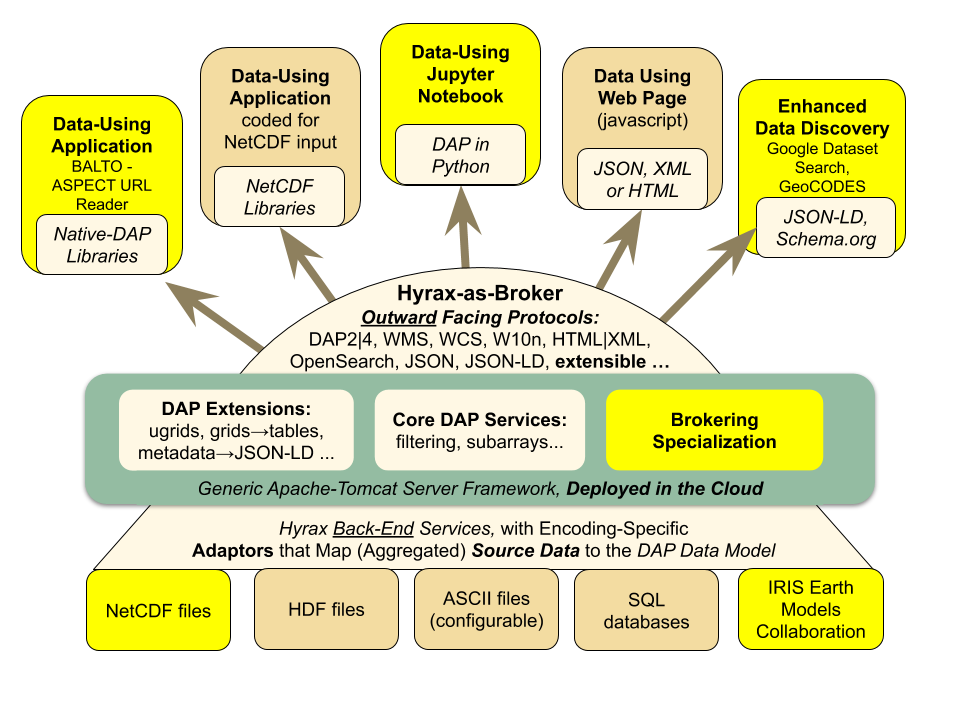 Data-Using
Application
BALTO -
ASPECT URL
Reader
Native-DAP
Libraries
Data-Using
Application
coded for
NetCDF input
NetCDF
Libraries
Data-Using
Jupyter
Notebook
DAP in
Python
Data Using
Web Page
(javascript)
JSON, XML
or HTML
Enhanced
Data Discovery
Google Dataset
Search,
GeoCODES
JSON-LD,
Schema.org
Hyrax-as-Broker
Outward Facing Protocols:
DAP2|4, WMS, WCS, W10n, HTML|XML,
OpenSearch, JSON, JSON-LD, extensible …
DAP Extensions:
ugrids, grids→tables,
metadata→JSON-LD ...
Core DAP Services:
filtering, subarrays...
Brokering
Specialization
Generic Apache-Tomcat Server Framework, Deployed in the Cloud
Hyrax Back-End Services, with Encoding-Specific
Adaptors that Map (Aggregated) Source Data to the DAP Data Model
NetCDF files
HDF files
ASCII files
(configurable)
SQL
databases
IRIS Earth
Models
Collaboration